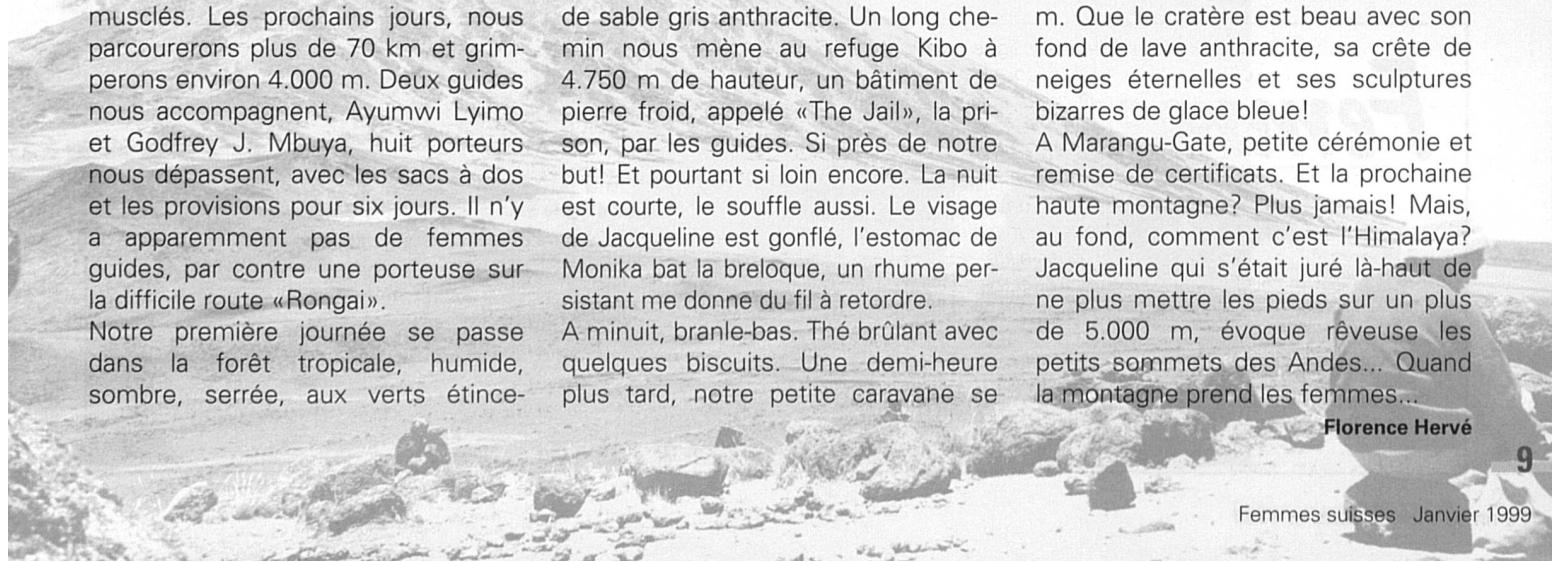 musclés. Les prochains jours, nous
parcourerons plus de 70 km et grim-
perons environ 4.000 m. Deux guides
nous accompagnent, Ayumwi Lyimo
et Godfrey J. Mbuya, huit porteurs
nous dépassent, avec les sacs à dos
et les provisions pour six jours. Il n'y
a apparemment pas de femmes
guides, par contre une porteuse sur
la difficile route «Rongai».
Notre première journée se passe
dans la forêt tropicale, humide,
sombre, serrée, aux verts étince-
de sable gris anthracite. Un long che-
min nous mène au refuge Kibo à
4.750 m de hauteur, un bâtiment de
pierre froid, appelé «The Jail», la pri-
son, par les guides. Si près de notre
but! Et pourtant si loin encore. La nuit
est courte, le souffle aussi. Le visage
de Jacqueline est gonflé, l'estomac de
Monika bat la breloque, un rhume per-
sistant me donne du fil à retordre.
A minuit, branle-bas. Thé brûlant avec
quelques biscuits. Une demi-heure
plus tard, notre petite caravane se
m. Que le cratère est beau avec son
fond de lave anthracite, sa crête de
neiges éternelles et ses sculptures
bizarres de glace bleue!
A Marangu-Gate, petite cérémonie et
remise de certificats. Et la prochaine
haute montagne? Plus jamais! Mais,
au fond, comment c'est l'Himalaya?
Jacqueline qui s'était juré là-haut de
ne plus mettre les pieds sur un plus
de 5.000 m, évoque rêveuse les
petits sommets des Andes... Quand
la montagne prend les femmes...
Florence Hervé
9
Femmes suisses Janvier 1999